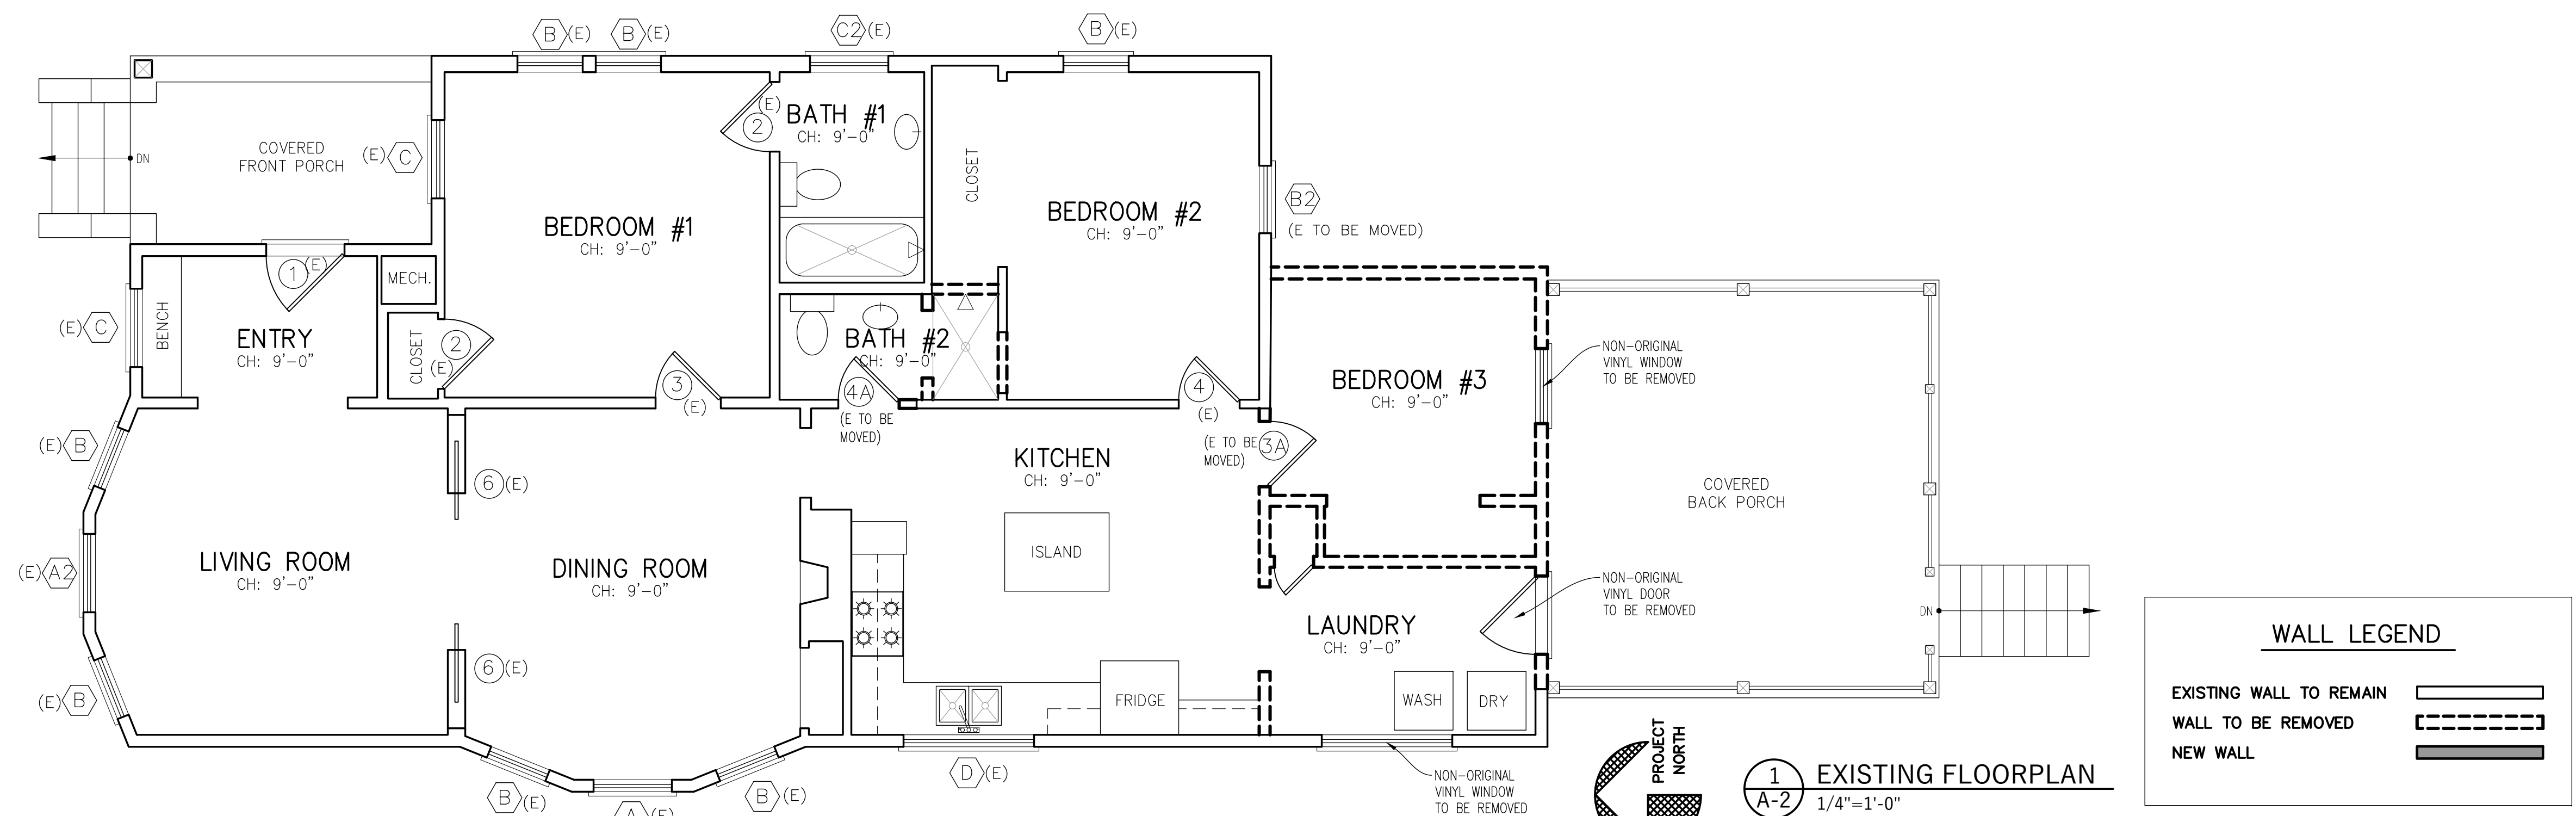 B (E) B (E)
C2 (E)
B (E)
COVERED
FRONT PORCH
DN
(E) C
BEDROOM #1
CH: 9'-0"
(E)
2
BATH #1
CH: 9'-0"
CLOSET
BEDROOM #2
CH: 9'-0"
B2
(E TO BE MOVED)
1 (E)
MECH.
(E) C
BENCH
ENTRY
CH: 9'-0"
CLOSET
2
(E)
3
(E)
BATH #2
CH: 9'-0"
4A
(E TO BE
MOVED)
4
(E)
(E TO BE
MOVED)
3A
BEDROOM #3
CH: 9'-0"
NON-ORIGINAL
VINYL WINDOW
TO BE REMOVED
COVERED
BACK PORCH
(E) B
6 (E)
KITCHEN
CH: 9'-0"
ISLAND
(E) A2
LIVING ROOM
CH: 9'-0"
DINING ROOM
CH: 9'-0"
NON-ORIGINAL
VINYL DOOR
TO BE REMOVED
DN
LAUNDRY
CH: 9'-0"
6 (E)
(E) B
FRIDGE
WASH
DRY
B (E)
A (E)
B (E)
D (E)
NON-ORIGINAL
VINYL WINDOW
TO BE REMOVED
PROJECT
NORTH
1
A-2
EXISTING FLOORPLAN
1/4"=1'-0"
WALL LEGEND
EXISTING WALL TO REMAIN
WALL TO BE REMOVED
NEW WALL